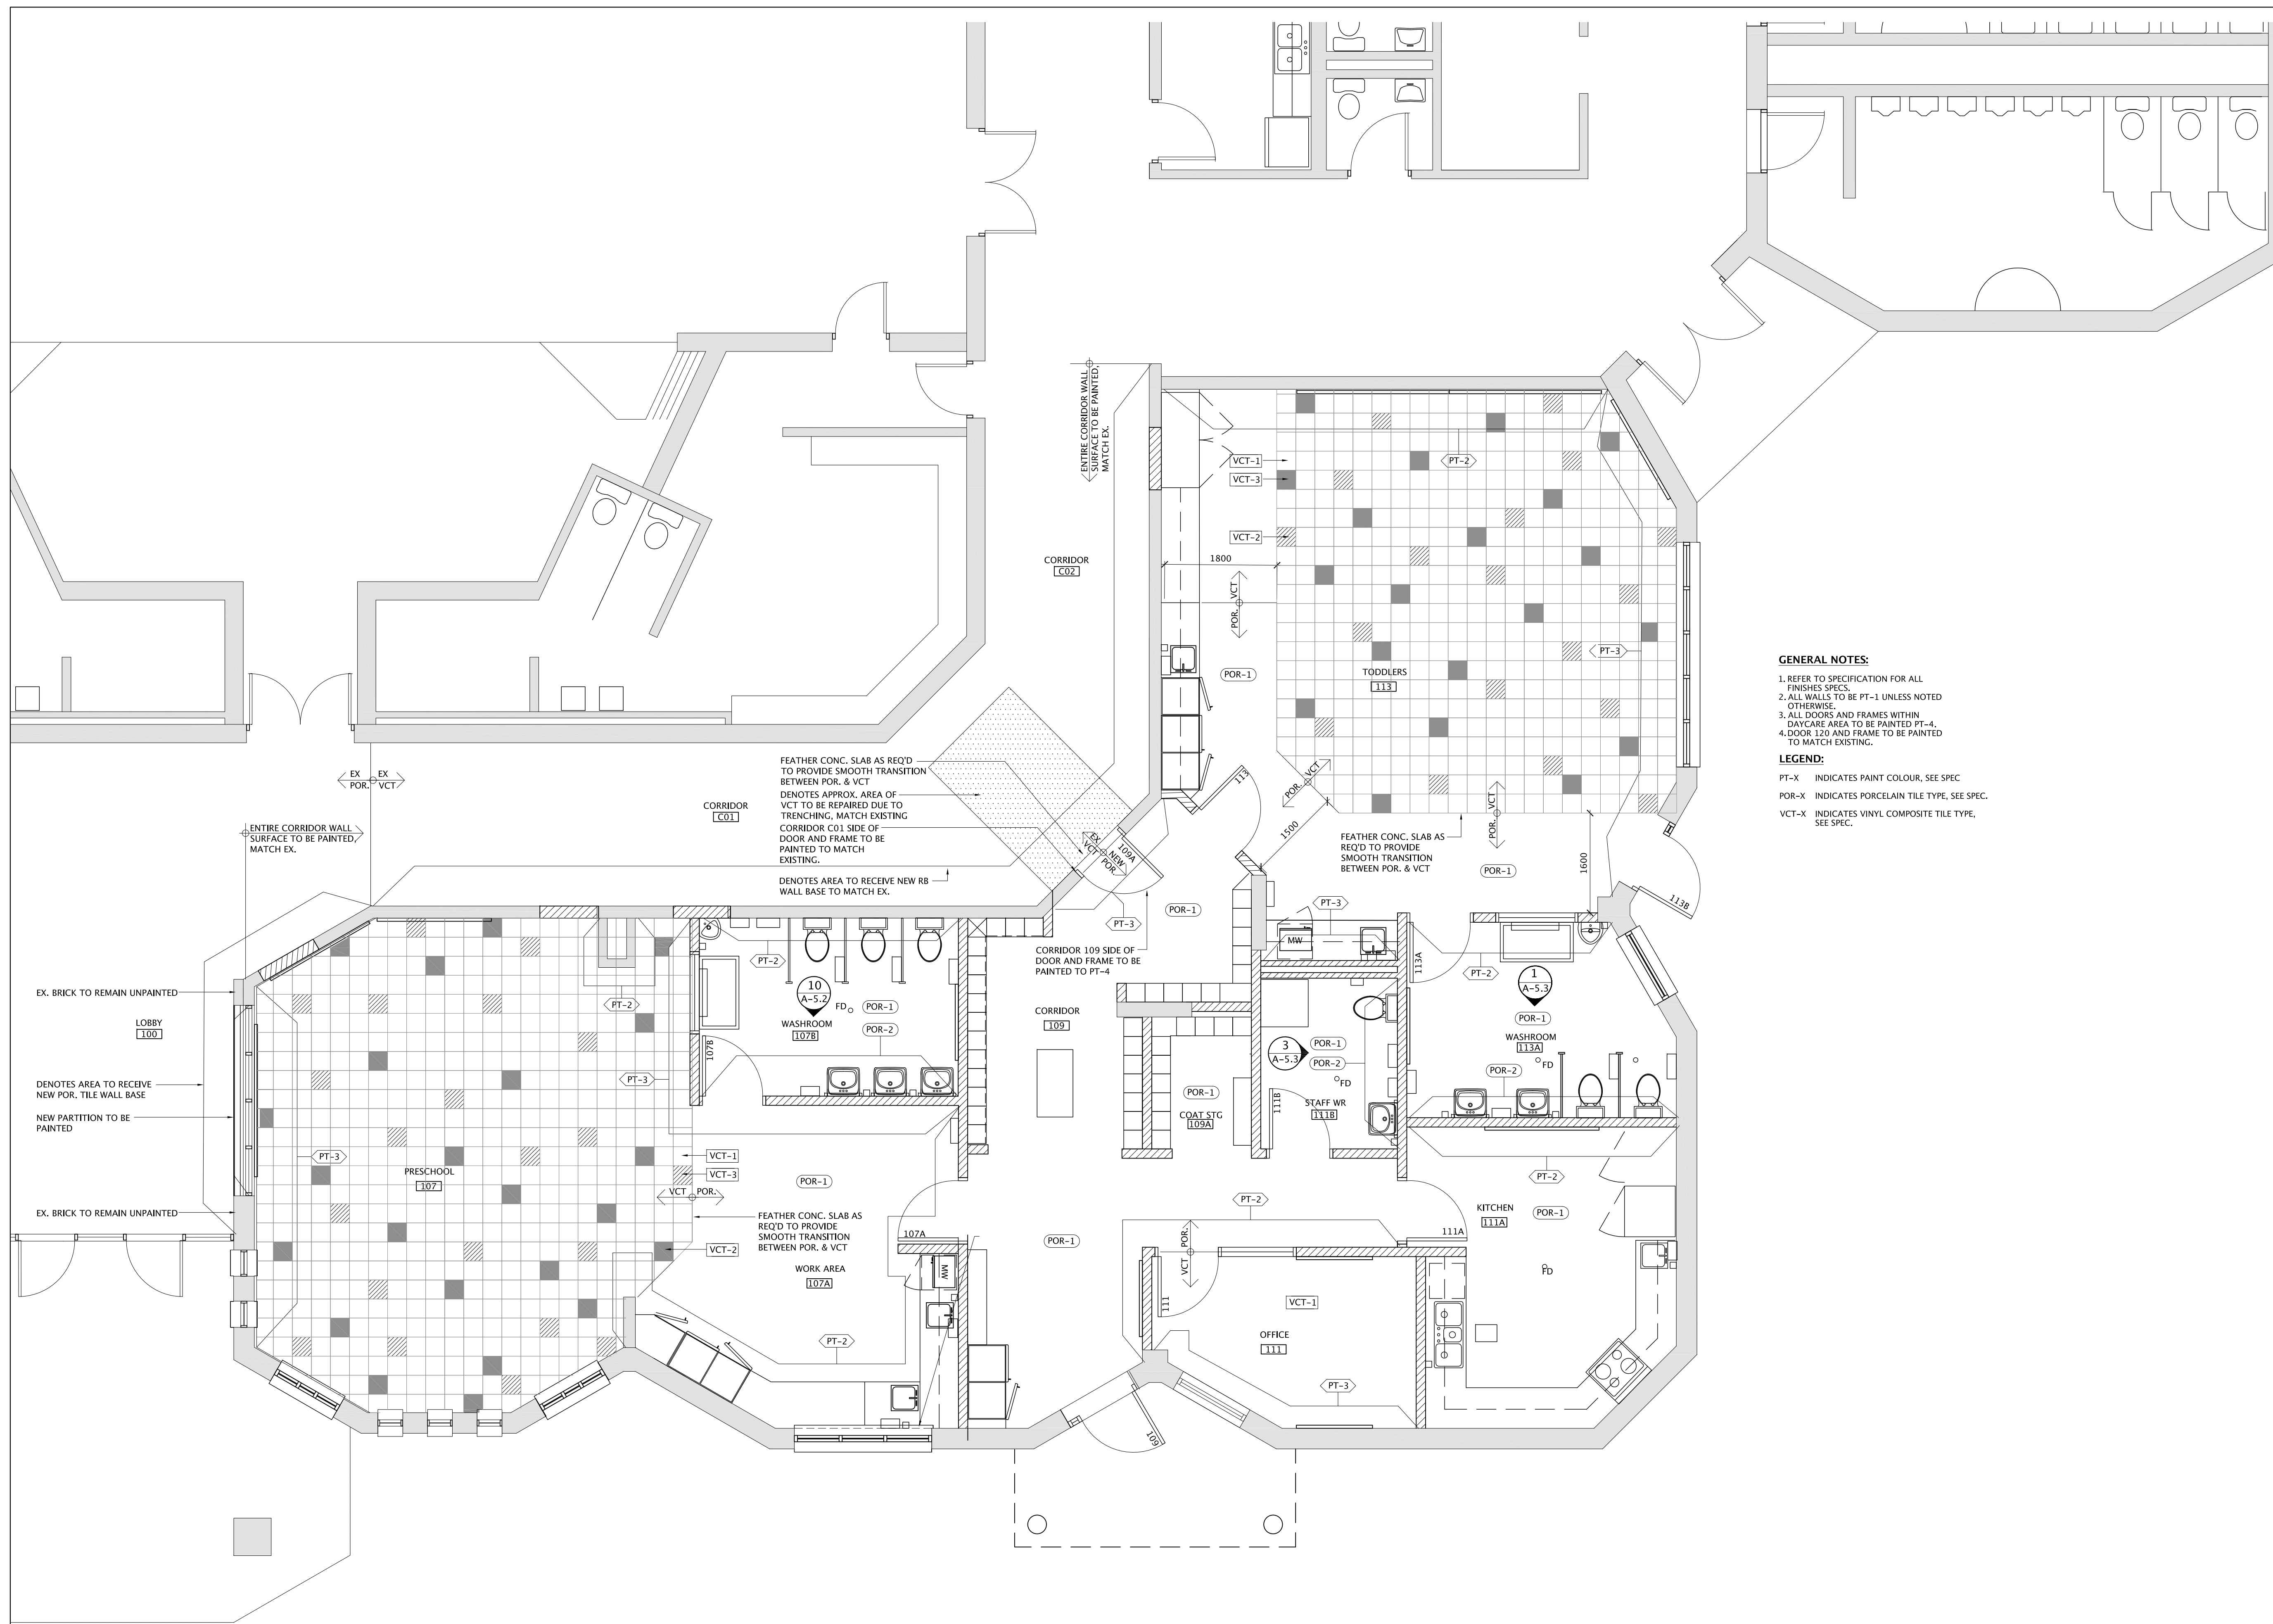 ENTIRE CORRIDOR WALL
SURFACE TO BE PAINTED,
MATCH EX.
VCT-1
VCT-3
PT-2
VCT-2
CORRIDOR
C02
1800
VCT
POR.
PT-3
TODDLERS
113
POR-1
GENERAL NOTES:
1. REFER TO SPECIFICATION FOR ALL
FINISHES SPECS.
2. ALL WALLS TO BE PT-1 UNLESS NOTED
OTHERWISE.
3. ALL DOORS AND FRAMES WITHIN
DAYCARE AREA TO BE PAINTED PT-4.
4. DOOR 120 AND FRAME TO BE PAINTED
TO MATCH EXISTING.
LEGEND:
PT-X INDICATES PAINT COLOUR, SEE SPEC
POR-X INDICATES PORCELAIN TILE TYPE, SEE SPEC.
VCT-X INDICATES VINYL COMPOSITE TILE TYPE,
SEE SPEC.
EX EX
POR. VCT
FEATHER CONC. SLAB AS REQ'D
TO PROVIDE SMOOTH TRANSITION
BETWEEN POR. & VCT
DENOTES APPROX. AREA OF
VCT TO BE REPAIRED DUE TO
TRENCHING, MATCH EXISTING
CORRIDOR C01 SIDE OF
DOOR AND FRAME TO BE
PAINTED TO MATCH
EXISTING.
DENOTES AREA TO RECEIVE NEW RB
WALL BASE TO MATCH EX.
CORRIDOR
C01
ENTIRE CORRIDOR WALL
SURFACE TO BE PAINTED,
MATCH EX.
113
POR. VCT
1500
VCT
POR.
1600
FEATHER CONC. SLAB AS
REQ'D TO PROVIDE
SMOOTH TRANSITION
BETWEEN POR. & VCT
POR-1
EX NEW
VCT POR
109A
113B
PT-3
POR-1
PT-3
MW
CORRIDOR 109 SIDE OF
DOOR AND FRAME TO BE
PAINTED TO PT-4
113A
PT-2
PT-2
PT-2
10
A-5.2
FD
POR-1
WASHROOM
107B
POR-2
1
A-5.3
POR-1
WASHROOM
113A
FD
POR-2
EX. BRICK TO REMAIN UNPAINTED
LOBBY
100
CORRIDOR
109
3
A-5.3
POR-1
POR-2
FD
107B
PT-3
DENOTES AREA TO RECEIVE
NEW POR. TILE WALL BASE
NEW PARTITION TO BE
PAINTED
POR-1
COAT STG
109A
111B
STAFF WR
111B
PT-3
PRESCHOOL
107
VCT-1
VCT-3
VCT POR.
POR-1
PT-2
PT-2
KITCHEN
111A
POR-1
EX. BRICK TO REMAIN UNPAINTED
FEATHER CONC. SLAB AS
REQ'D TO PROVIDE
SMOOTH TRANSITION
BETWEEN POR. & VCT
VCT-2
107A
POR-1
POR.
VCT
111A
WORK AREA
107A
MW
FD
111
VCT-1
OFFICE
111
PT-2
PT-3
109